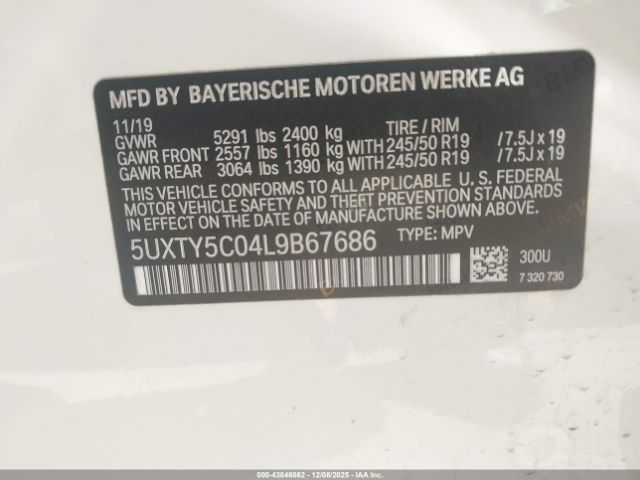 MFD BY BAYERISCHE MOTOREN WERKE AG
11/19
GVWR 5291 lbs 2400 kg TIRE / RIM
GAWR FRONT 2557 lbs 1160 kg WITH 245/50 R19 / 7.5J x 19
GAWR REAR 3064 lbs 1390 kg WITH 245/50 R19 / 7.5J x 19
THIS VEHICLE CONFORMS TO ALL APPLICABLE U. S. FEDERAL
MOTOR VEHICLE SAFETY AND THEFT PREVENTION STANDARDS
IN EFFECT ON THE DATE OF MANUFACTURE SHOWN ABOVE.
5UXTY5C04L9B67686 TYPE: MPV
300U
7 320 730
000-43846862 - 12/08/2025 - IAAI.COM